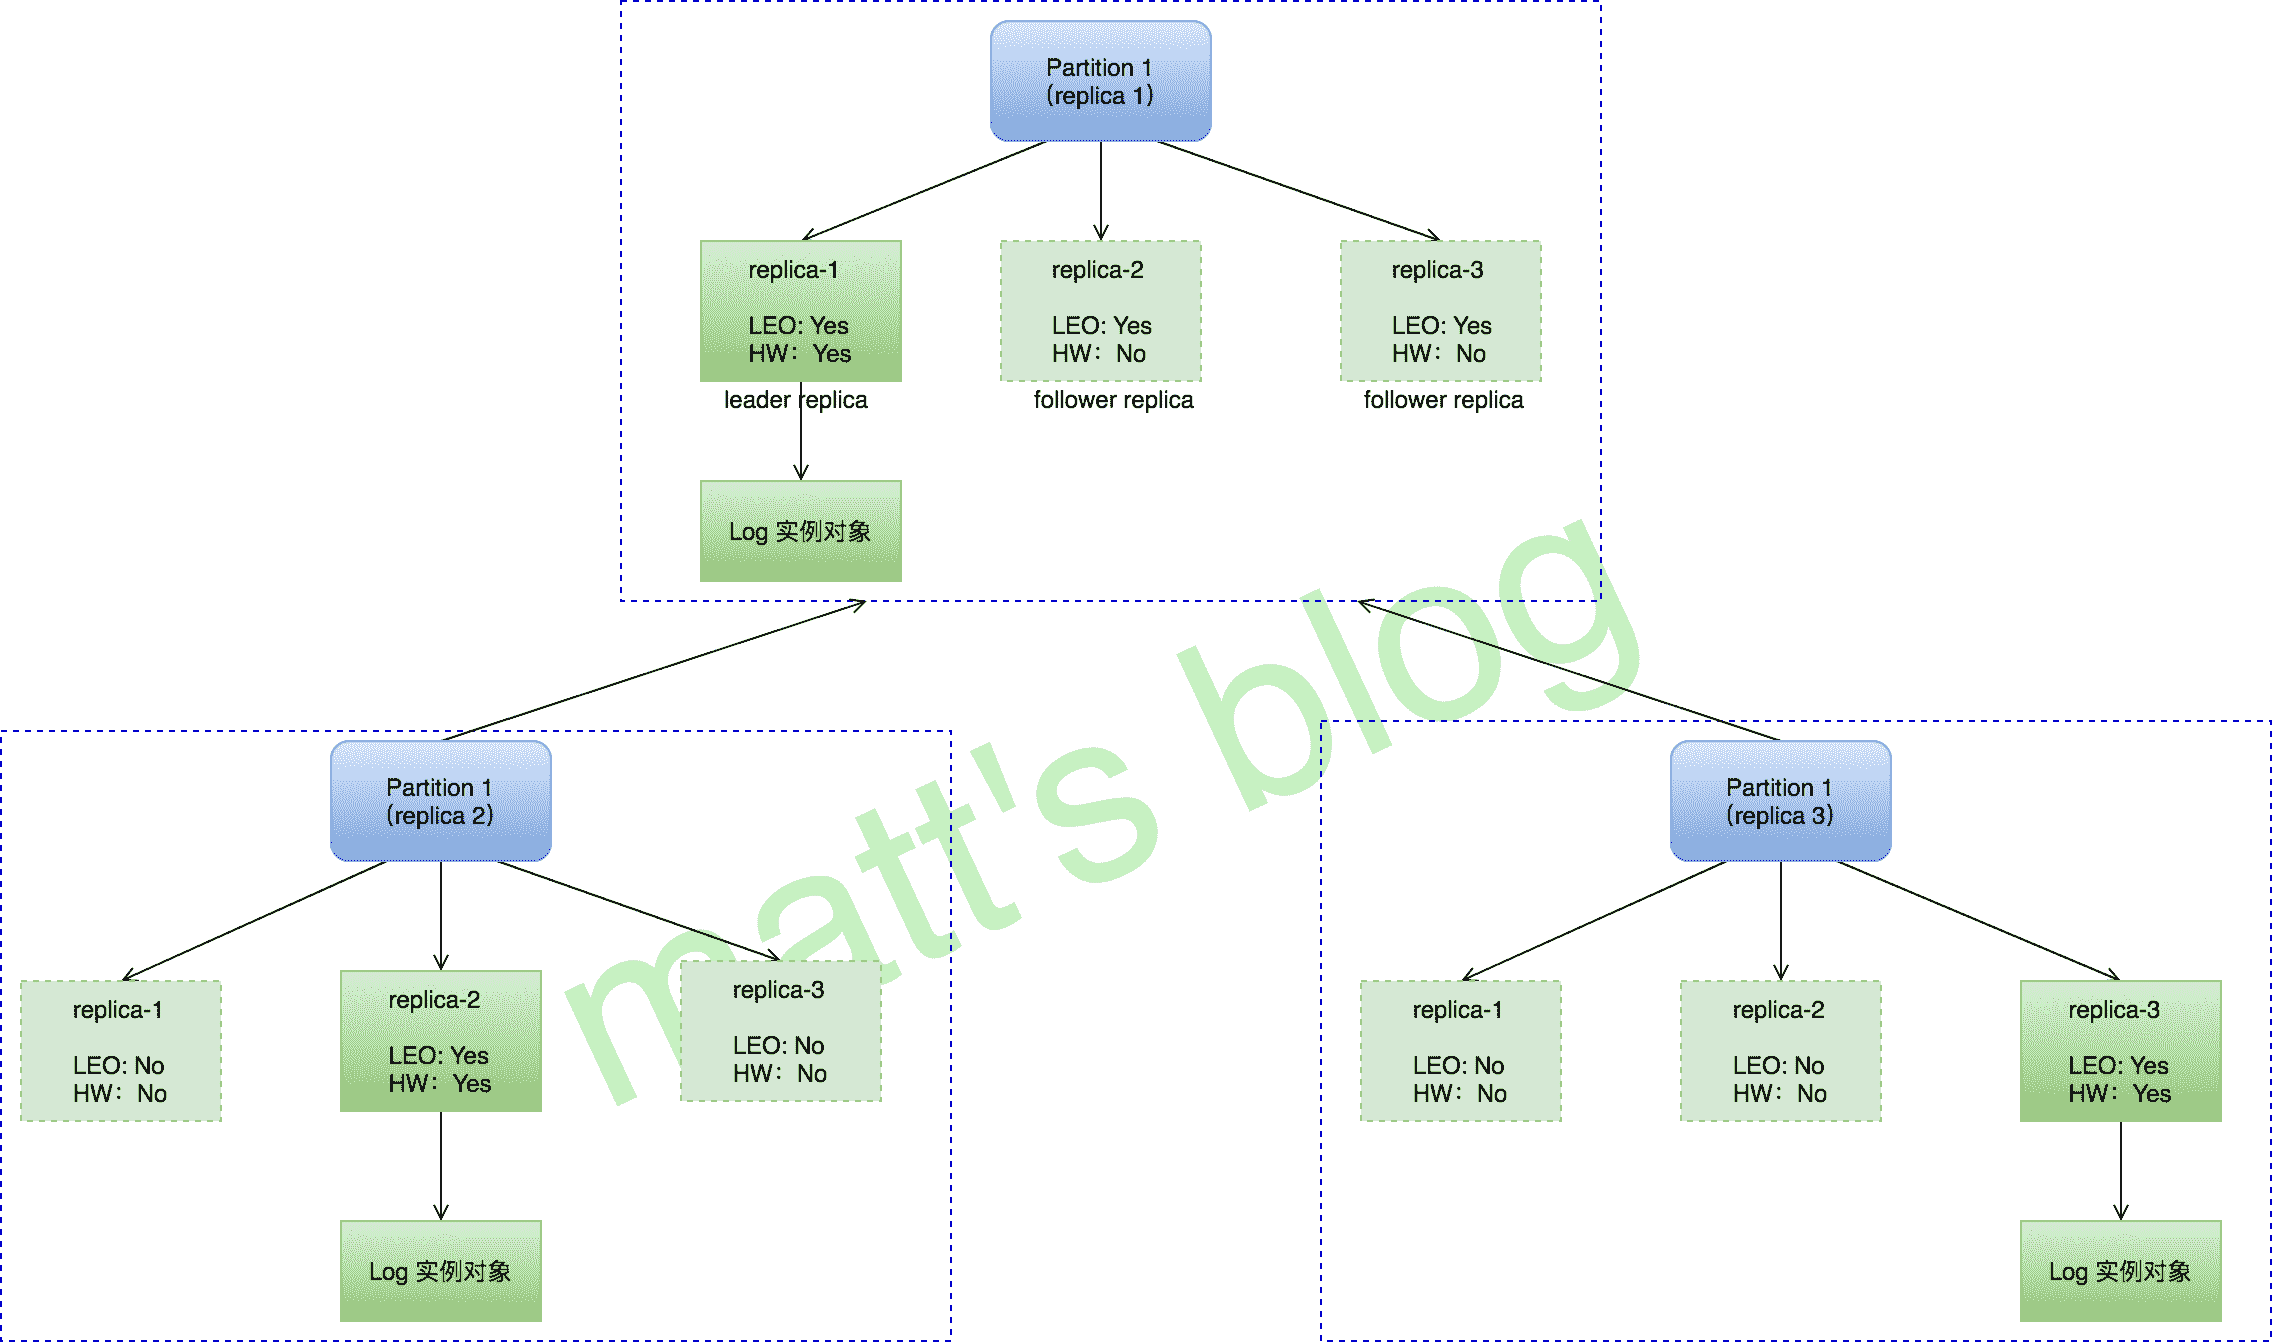 Partition 1
（replica 1）
replica-1
LEO: Yes
HW： Yes
replica-2
LEO: Yes
HW： No
replica-3
LEO: Yes
HW： No
leader replica
follower replica
follower replica
Log 实例对象
matt's blog
Partition 1
（replica 2）
replica-1
LEO: No
HW： No
replica-2
LEO: Yes
HW： Yes
replica-3
LEO: No
HW： No
Log 实例对象
Partition 1
（replica 3）
replica-1
LEO: No
HW： No
replica-2
LEO: No
HW： No
replica-3
LEO: Yes
HW： Yes
Log 实例对象